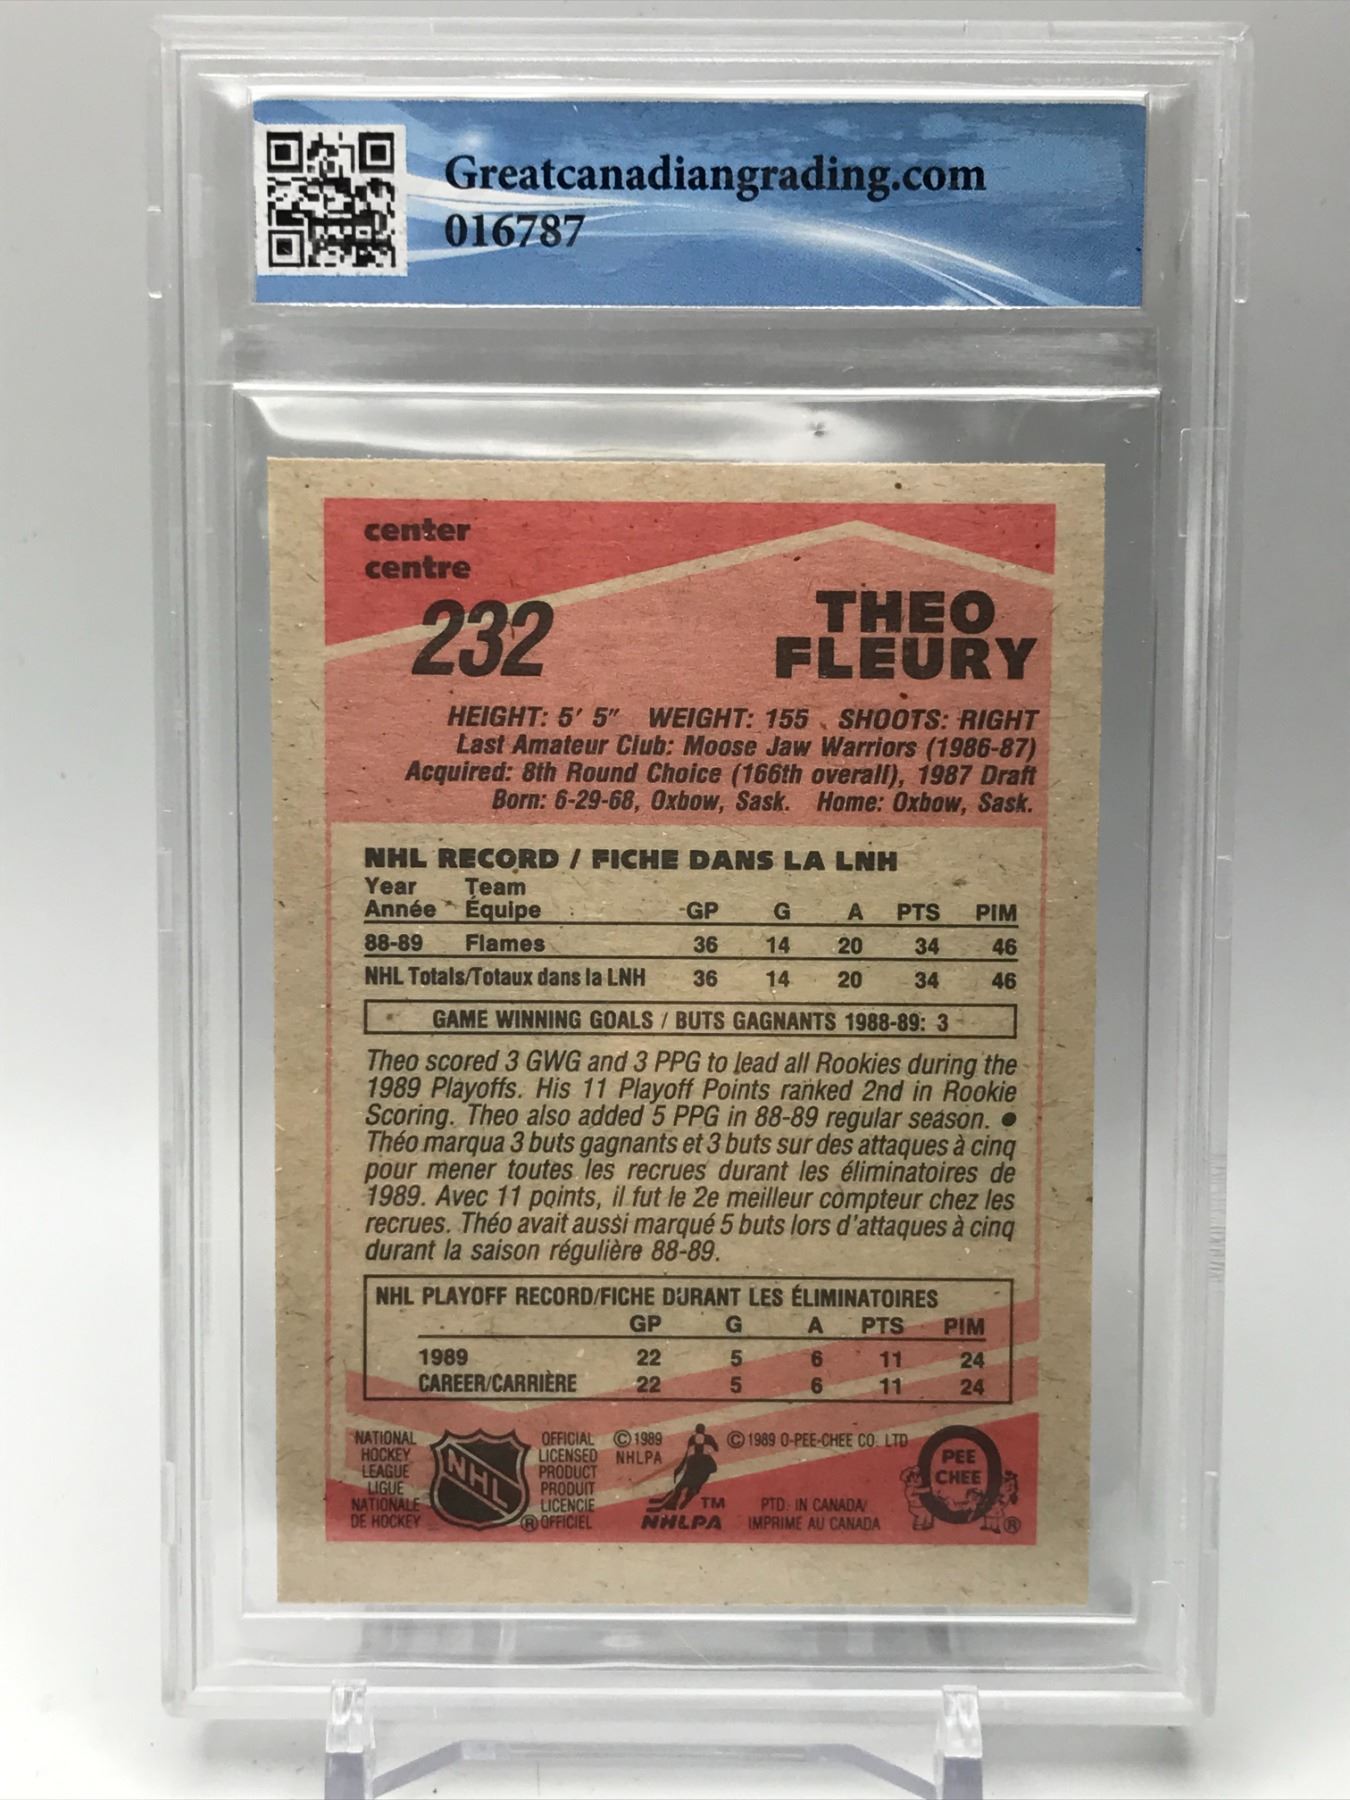 Greatcanadiangrading.com
016787
center
centre
232
THEO
FLEURY
HEIGHT: 5' 5" WEIGHT: 155 SHOOTS: RIGHT
Last Amateur Club: Moose Jaw Warriors (1986-87)
Acquired: 8th Round Choice (166th overall), 1987 Draft
Born: 6-29-68, Oxbow, Sask. Home: Oxbow, Sask.
NHL RECORD / FICHE DANS LA LNH
Year Team
Année Équipe GP G A PTS PIM
88-89 Flames 36 14 20 34 46
NHL Totals/Totaux dans la LNH 36 14 20 34 46
GAME WINNING GOALS / BUTS GAGNANTS 1988-89: 3
Theo scored 3 GWG and 3 PPG to lead all Rookies during the
1989 Playoffs. His 11 Playoff Points ranked 2nd in Rookie
Scoring. Theo also added 5 PPG in 88-89 regular season. ●
Théo marqua 3 buts gagnants et 3 buts sur des attaques à cinq
pour mener toutes les recrues durant les éliminatoires de
1989. Avec 11 points, il fut le 2e meilleur compteur chez les
recrues. Théo avait aussi marqué 5 buts lors d'attaques à cinq
durant la saison régulière 88-89.
NHL PLAYOFF RECORD/FICHE DURANT LES ÉLIMINATOIRES
GP G A PTS PIM
1989 22 5 6 11 24
CAREER/CARRIÈRE 22 5 6 11 24
NATIONAL
HOCKEY
LEAGUE
LIGUE
NATIONALE
DE HOCKEY
NHL
®
OFFICIAL
LICENSED
PRODUCT
PRODUIT
LICENCIE
OFFICIEL
© 1989
NHLPA
TM
NHLPA
© 1989 O-PEE-CHEE CO. LTD
PTD. IN CANADA/
IMPRIME AU CANADA
O
PEE
CHEE
®